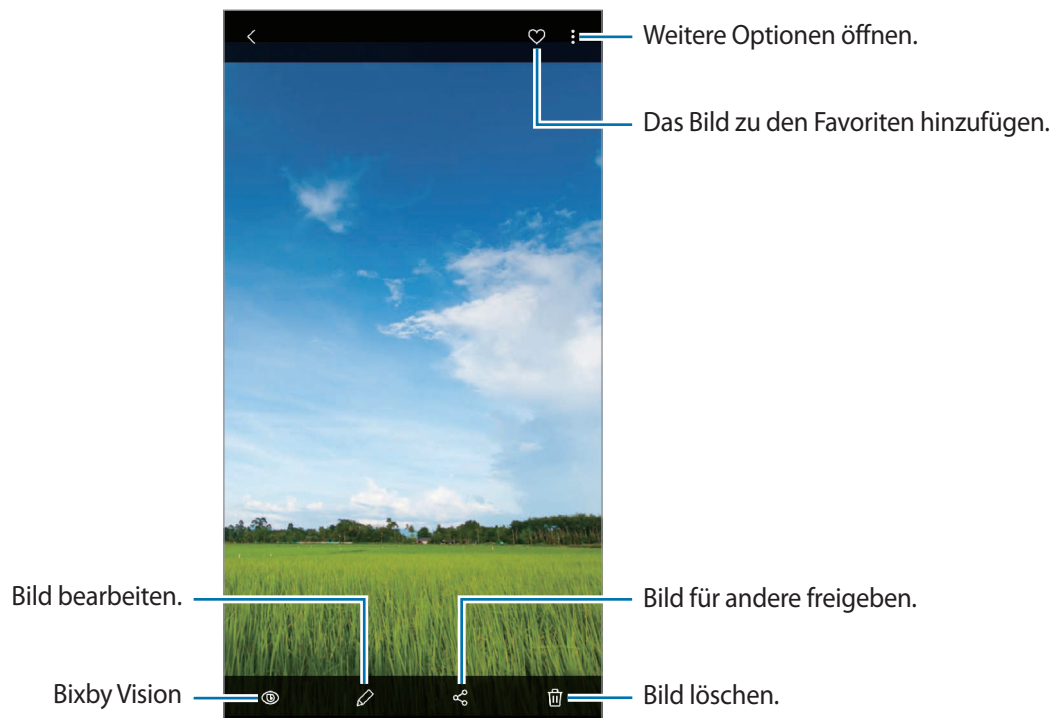 Weitere Optionen öffnen.
Das Bild zu den Favoriten hinzufügen.
Bild bearbeiten.
Bild für andere freigeben.
Bixby Vision
Bild löschen.